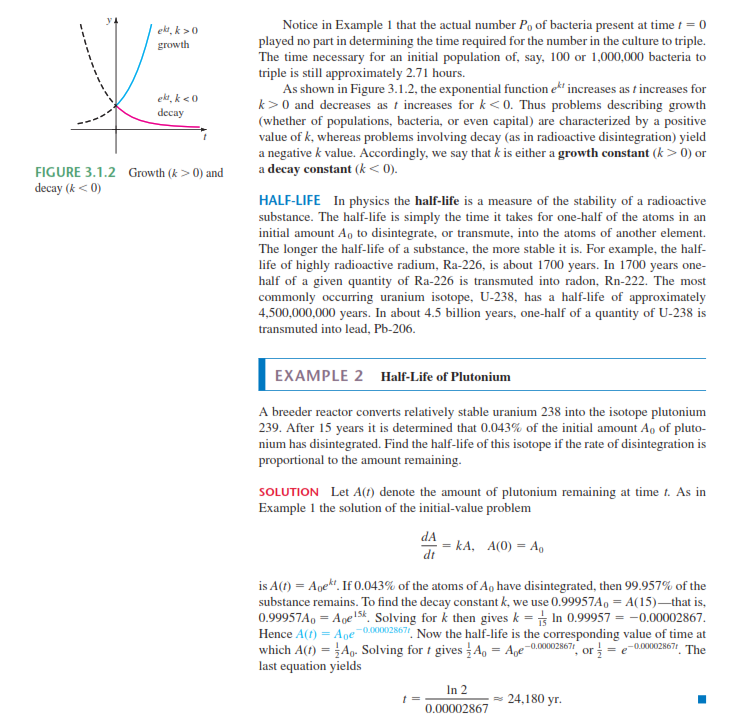 y
e^{kt}, k > 0
growth
e^{kt}, k < 0
decay
t
FIGURE 3.1.2 Growth (k > 0) and
decay (k < 0)
Notice in Example 1 that the actual number P₀ of bacteria present at time t = 0
played no part in determining the time required for the number in the culture to triple.
The time necessary for an initial population of, say, 100 or 1,000,000 bacteria to
triple is still approximately 2.71 hours.
As shown in Figure 3.1.2, the exponential function e^{kt} increases as t increases for
k > 0 and decreases as t increases for k < 0. Thus problems describing growth
(whether of populations, bacteria, or even capital) are characterized by a positive
value of k, whereas problems involving decay (as in radioactive disintegration) yield
a negative k value. Accordingly, we say that k is either a growth constant (k > 0) or
a decay constant (k < 0).
HALF-LIFE In physics the half-life is a measure of the stability of a radioactive
substance. The half-life is simply the time it takes for one-half of the atoms in an
initial amount A₀ to disintegrate, or transmute, into the atoms of another element.
The longer the half-life of a substance, the more stable it is. For example, the half-
life of highly radioactive radium, Ra-226, is about 1700 years. In 1700 years one-
half of a given quantity of Ra-226 is transmuted into radon, Rn-222. The most
commonly occurring uranium isotope, U-238, has a half-life of approximately
4,500,000,000 years. In about 4.5 billion years, one-half of a quantity of U-238 is
transmuted into lead, Pb-206.
EXAMPLE 2 Half-Life of Plutonium
A breeder reactor converts relatively stable uranium 238 into the isotope plutonium
239. After 15 years it is determined that 0.043% of the initial amount A₀ of pluto-
nium has disintegrated. Find the half-life of this isotope if the rate of disintegration is
proportional to the amount remaining.
SOLUTION Let A(t) denote the amount of plutonium remaining at time t. As in
Example 1 the solution of the initial-value problem
dA/dt = kA, A(0) = A₀
is A(t) = A₀e^{kt}. If 0.043% of the atoms of A₀ have disintegrated, then 99.957% of the
substance remains. To find the decay constant k, we use 0.99957A₀ = A(15)—that is,
0.99957A₀ = A₀e^{15k}. Solving for k then gives k = 1/15 ln 0.99957 = −0.00002867.
Hence A(t) = A₀e^{−0.00002867t}. Now the half-life is the corresponding value of time at
which A(t) = 1/2 A₀. Solving for t gives 1/2 A₀ = A₀e^{−0.00002867t}, or 1/2 = e^{−0.00002867t}. The
last equation yields
t = ln 2/0.00002867 ≈ 24,180 yr.